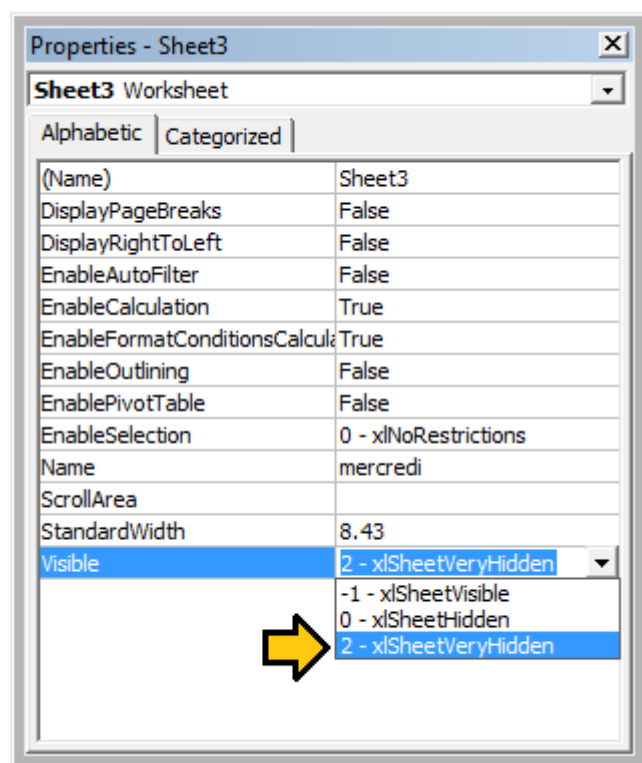 Properties - Sheet3
Sheet3 Worksheet
Alphabetic Categorized
(Name) Sheet3
DisplayPageBreaks False
DisplayRightToLeft False
EnableAutoFilter False
EnableCalculation True
EnableFormatConditionsCalcula True
EnableOutlining False
EnablePivotTable False
EnableSelection 0 - xlNoRestrictions
Name mercredi
ScrollArea
StandardWidth 8.43
Visible 2 - xlSheetVeryHidden
-1 - xlSheetVisible
0 - xlSheetHidden
2 - xlSheetVeryHidden